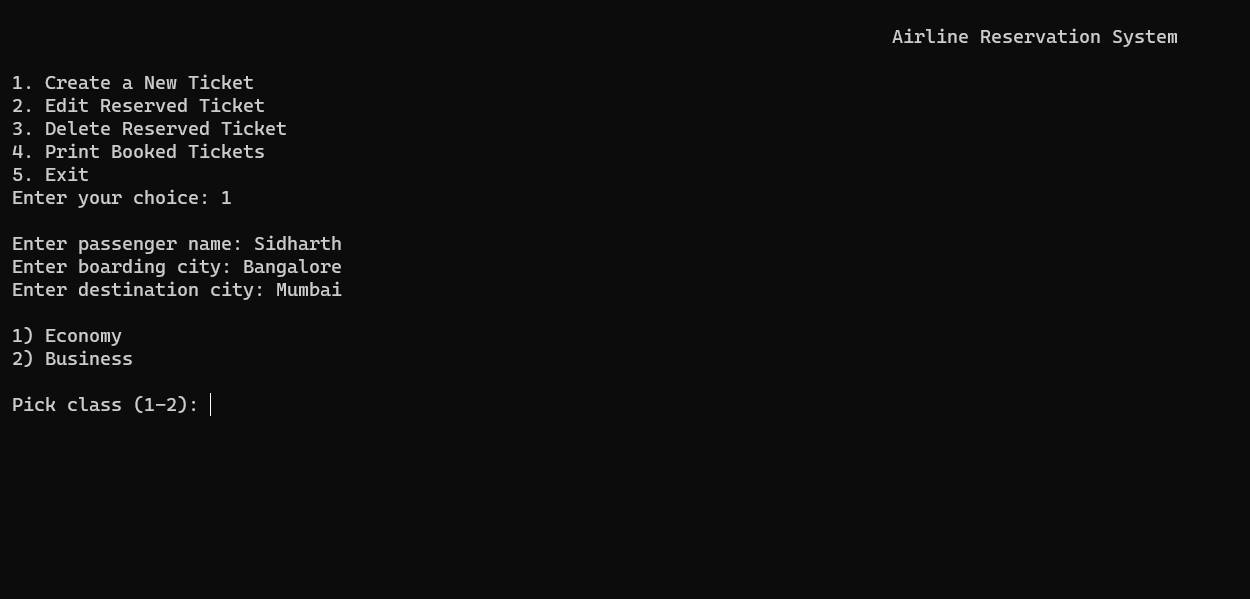 Airline Reservation System
1. Create a New Ticket
2. Edit Reserved Ticket
3. Delete Reserved Ticket
4. Print Booked Tickets
5. Exit
Enter your choice: 1
Enter passenger name: Sidharth
Enter boarding city: Bangalore
Enter destination city: Mumbai
1) Economy
2) Business
Pick class (1-2):